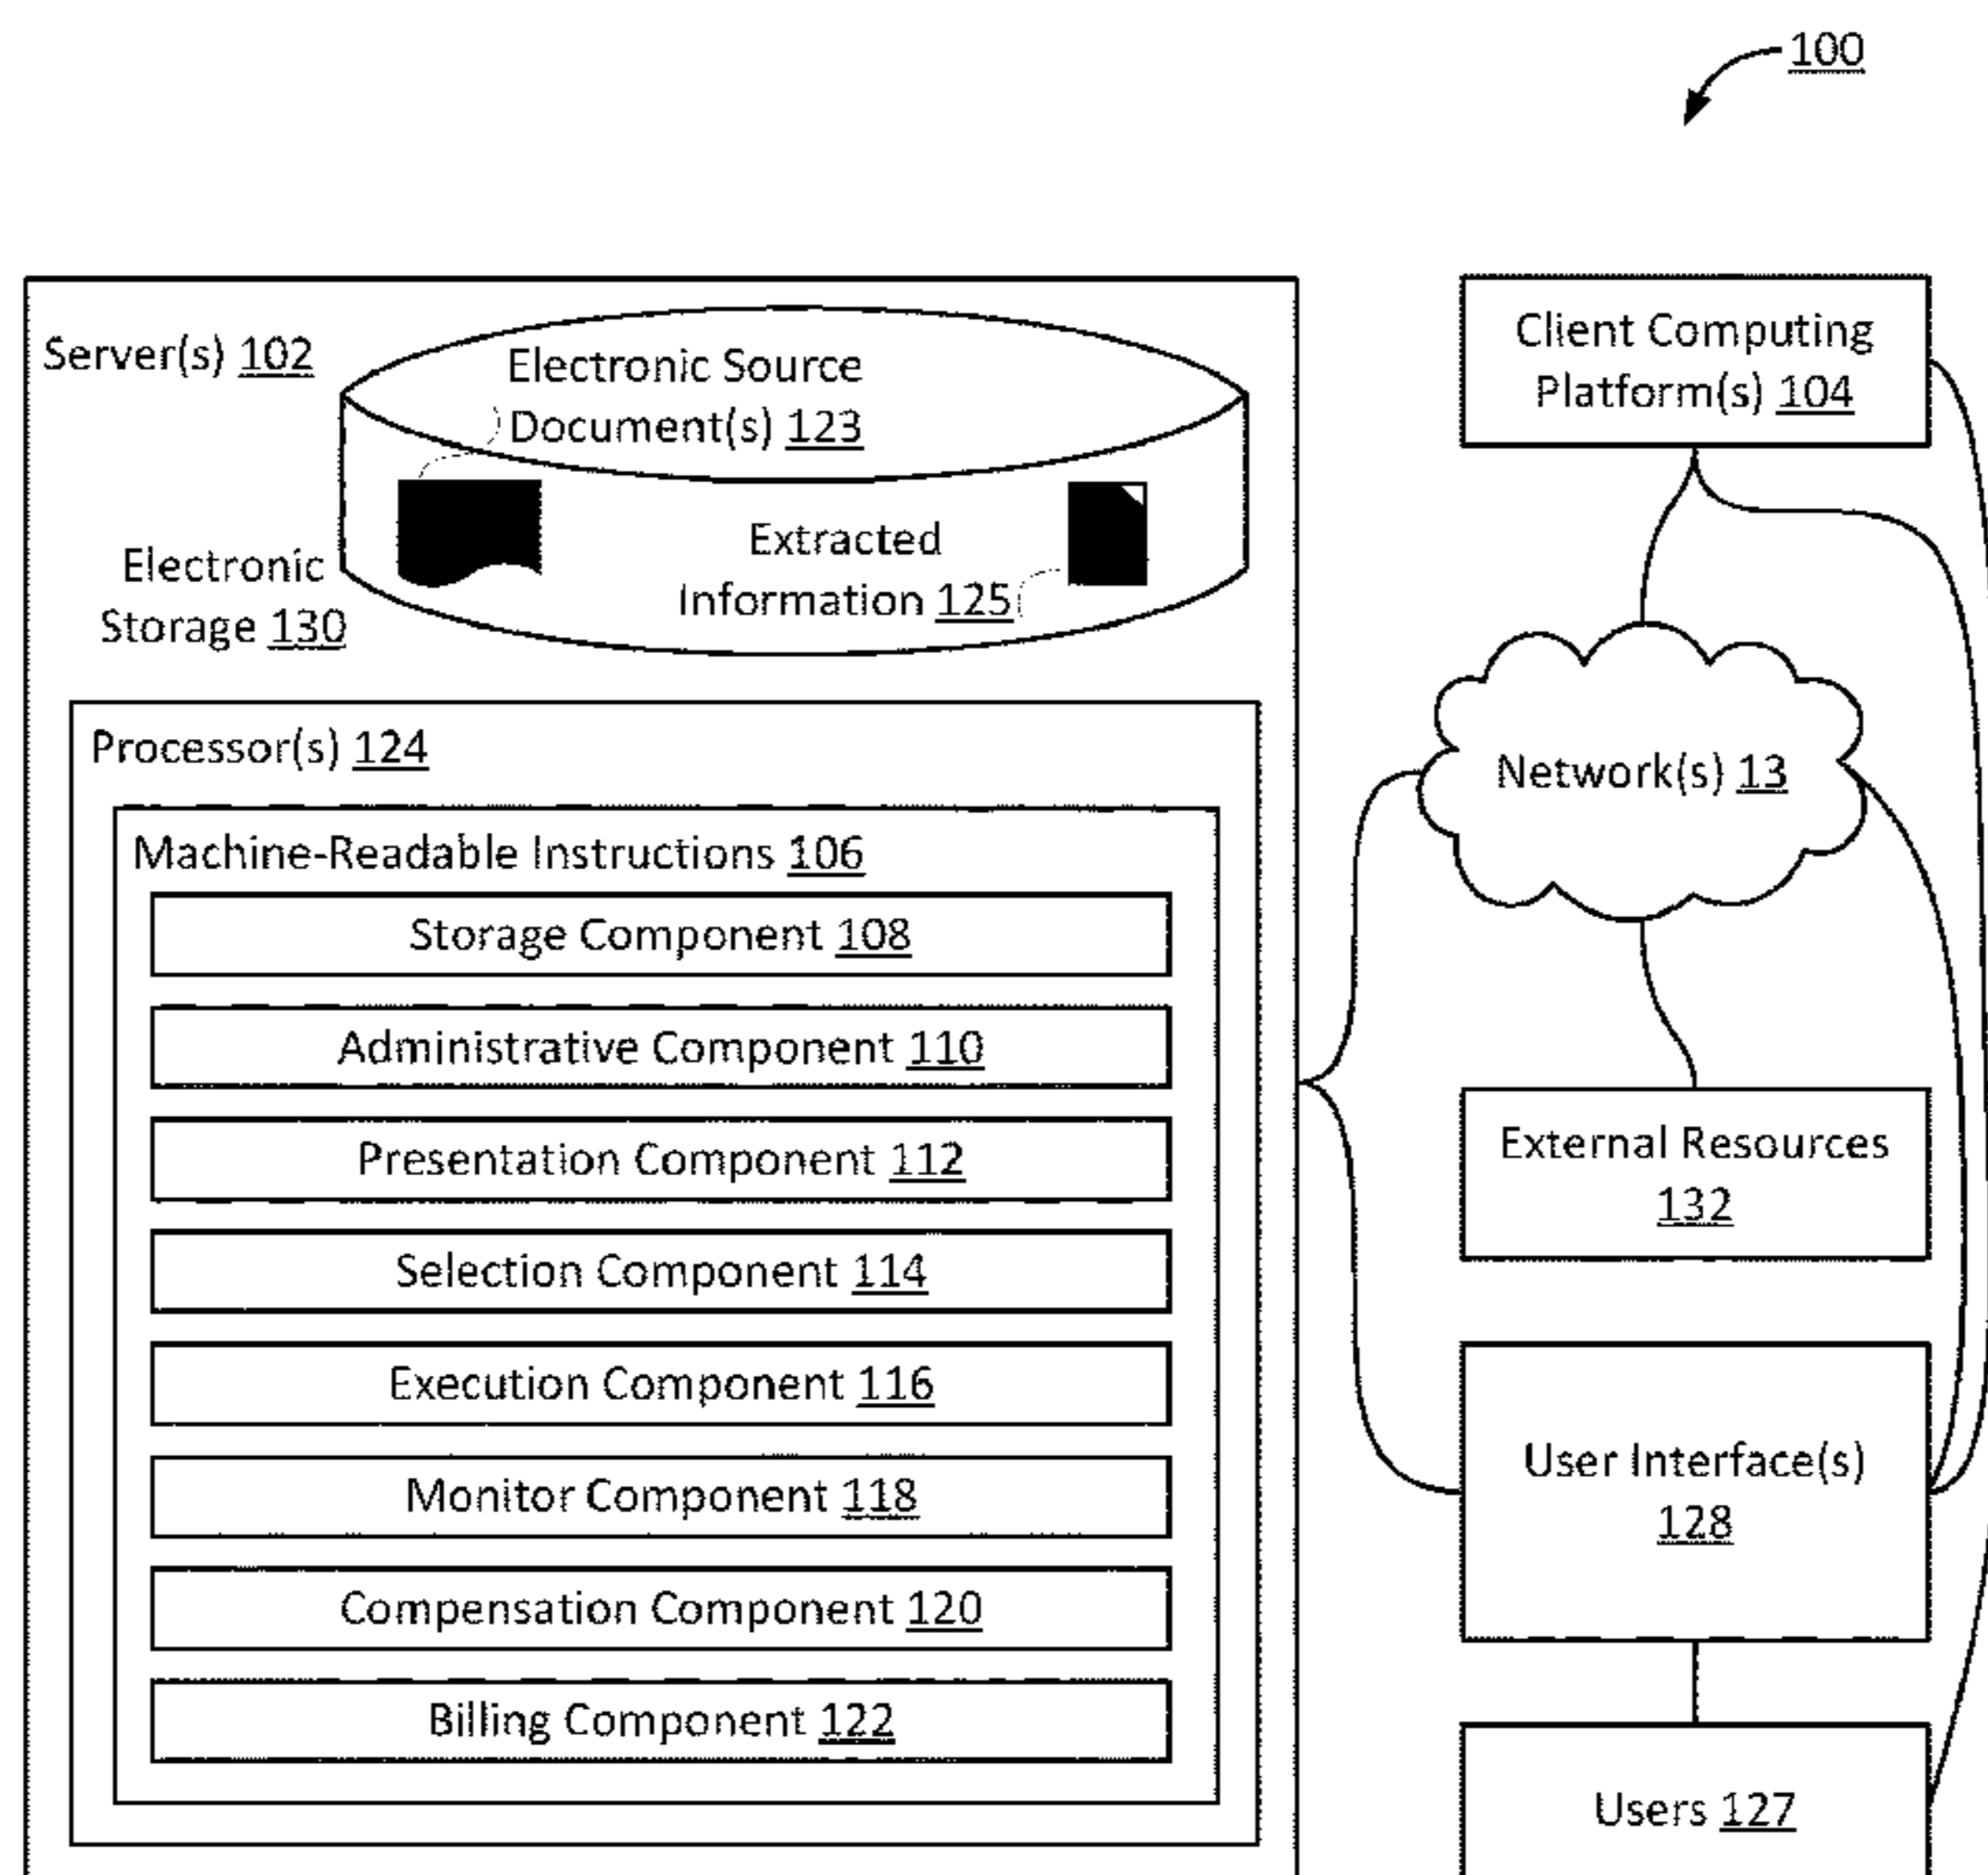 100
Server(s) 102
Electronic Source
Document(s) 123
Extracted
Information 125
Electronic
Storage 130
Processor(s) 124
Machine-Readable Instructions 106
Storage Component 108
Administrative Component 110
Presentation Component 112
Selection Component 114
Execution Component 116
Monitor Component 118
Compensation Component 120
Billing Component 122
Client Computing
Platform(s) 104
Network(s) 13
External Resources
132
User Interface(s)
128
Users 127